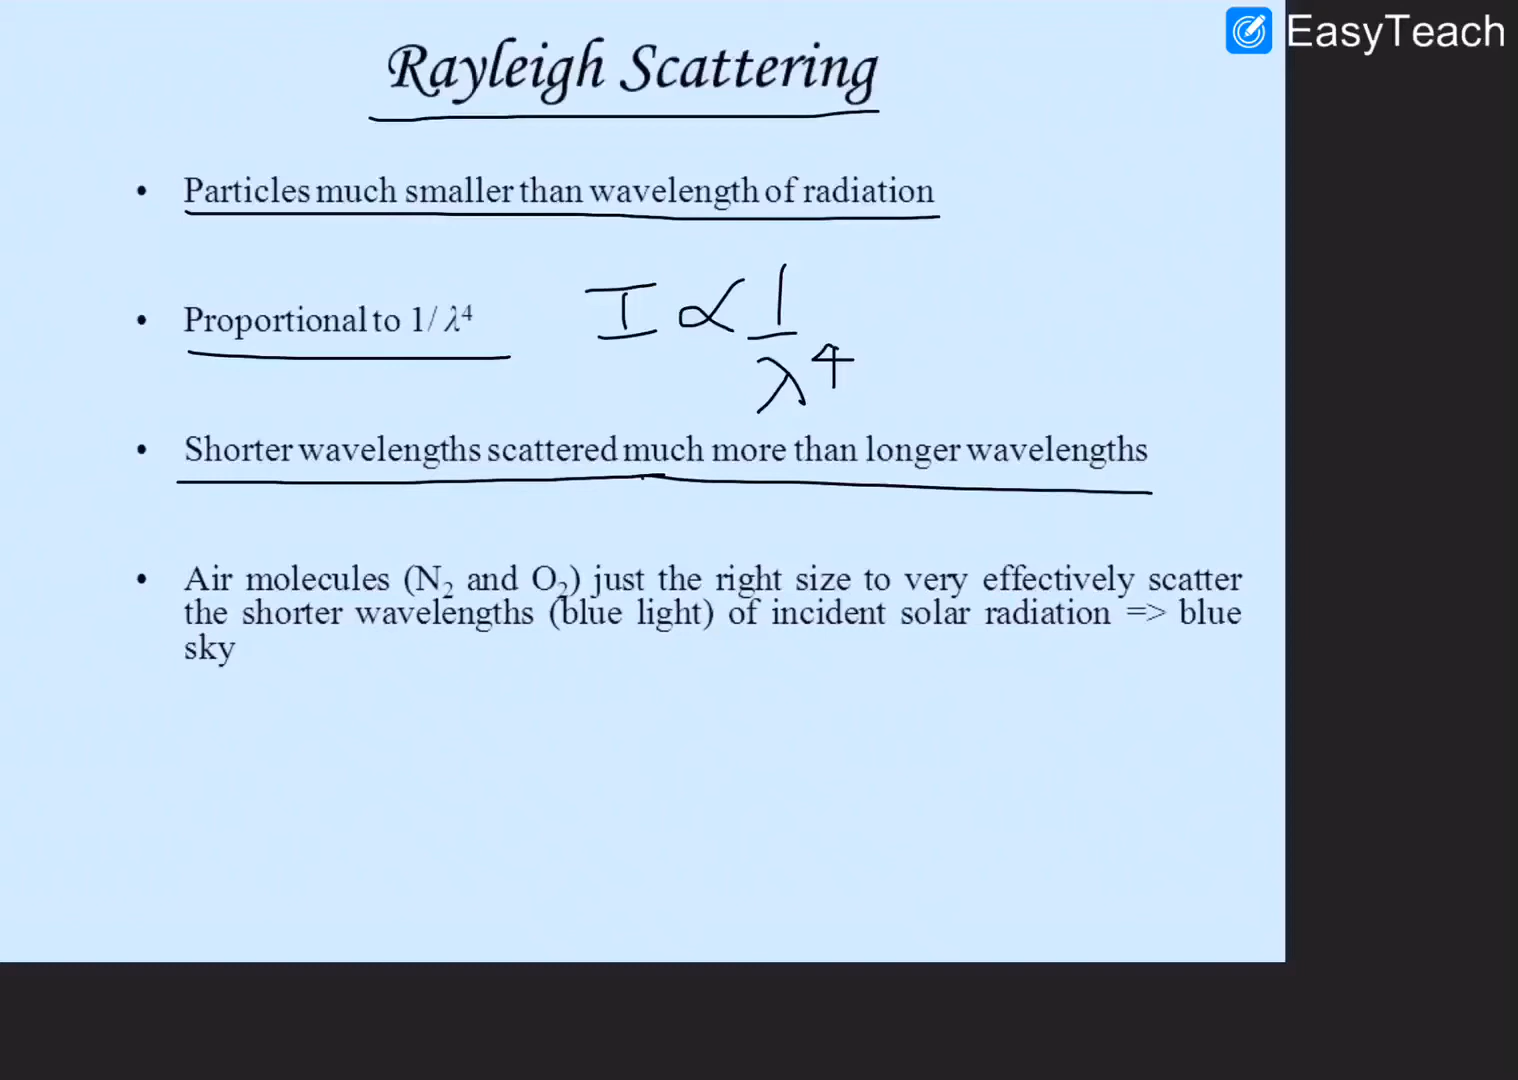 EasyTeach
Rayleigh Scattering
• Particles much smaller than wavelength of radiation
• Proportional to 1/ λ⁴
I ∝ 1/λ⁴
• Shorter wavelengths scattered much more than longer wavelengths
• Air molecules (N₂ and O₂) just the right size to very effectively scatter
the shorter wavelengths (blue light) of incident solar radiation => blue
sky